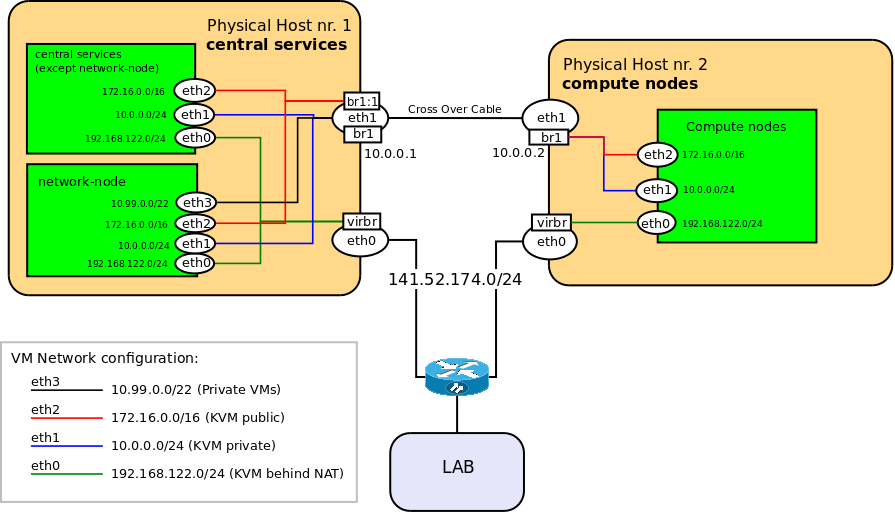 Physical Host nr. 1
central services
central services
(except network-node)
172.16.0.0/16
eth2
10.0.0.0/24
eth1
192.168.122.0/24
eth0
network-node
10.99.0.0/22
eth3
172.16.0.0/16
eth2
10.0.0.0/24
eth1
192.168.122.0/24
eth0
br1:1
eth1
br1
10.0.0.1
virbr
eth0
Cross Over Cable
Physical Host nr. 2
compute nodes
eth1
br1
10.0.0.2
virbr
eth0
Compute nodes
eth2
172.16.0.0/16
eth1
10.0.0.0/24
eth0
192.168.122.0/24
141.52.174.0/24
LAB
VM Network configuration:
eth3
10.99.0.0/22 (Private VMs)
eth2
172.16.0.0/16 (KVM public)
eth1
10.0.0.0/24 (KVM private)
eth0
192.168.122.0/24 (KVM behind NAT)